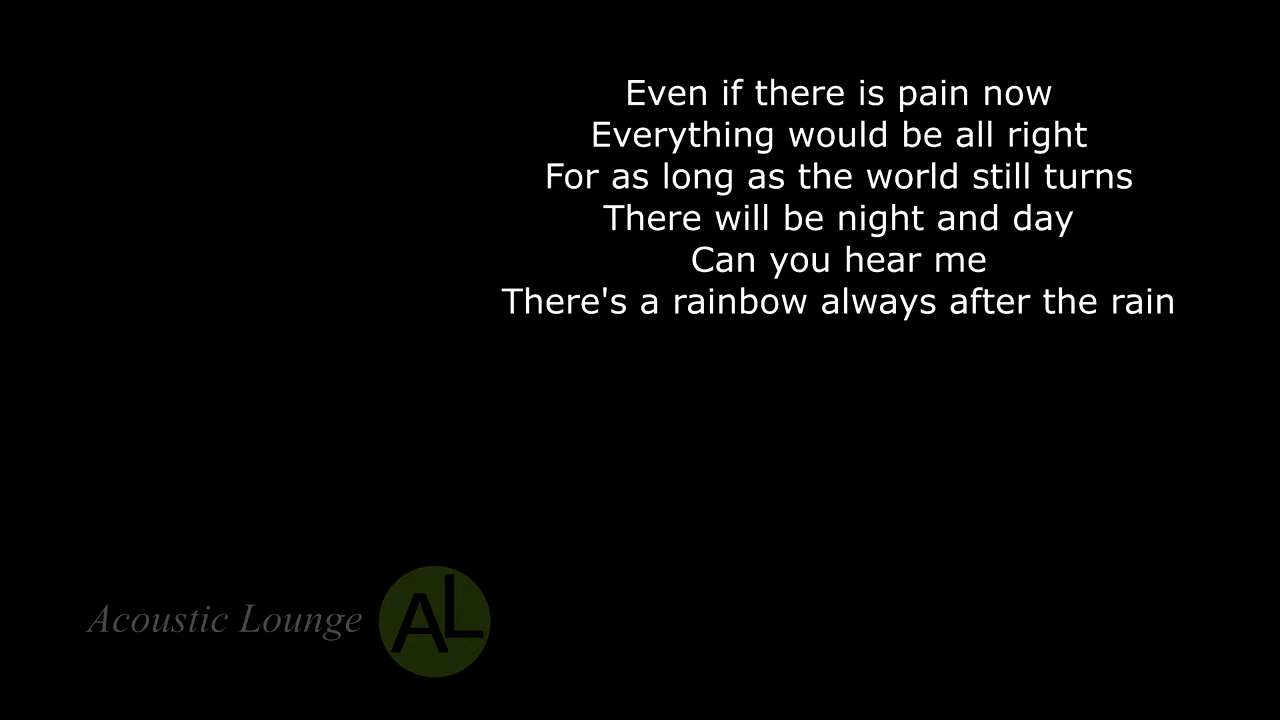 Even if there is pain now
Everything would be all right
For as long as the world still turns
There will be night and day
Can you hear me
There's a rainbow always after the rain
Acoustic Lounge
AL